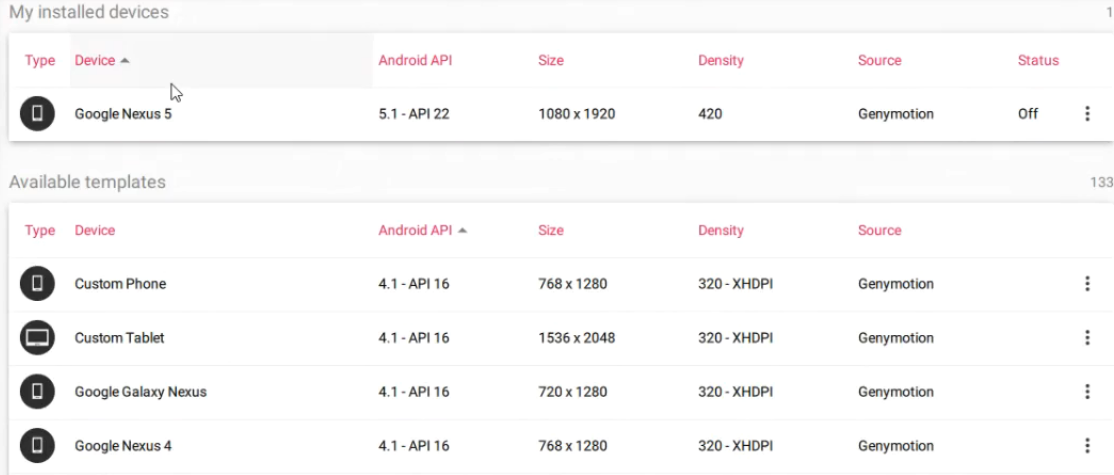 My installed devices 1
Type Device Android API Size Density Source Status
Google Nexus 5 5.1 - API 22 1080 x 1920 420 Genymotion Off
Available templates 133
Type Device Android API Size Density Source
Custom Phone 4.1 - API 16 768 x 1280 320 - XHDPI Genymotion
Custom Tablet 4.1 - API 16 1536 x 2048 320 - XHDPI Genymotion
Google Galaxy Nexus 4.1 - API 16 720 x 1280 320 - XHDPI Genymotion
Google Nexus 4 4.1 - API 16 768 x 1280 320 - XHDPI Genymotion